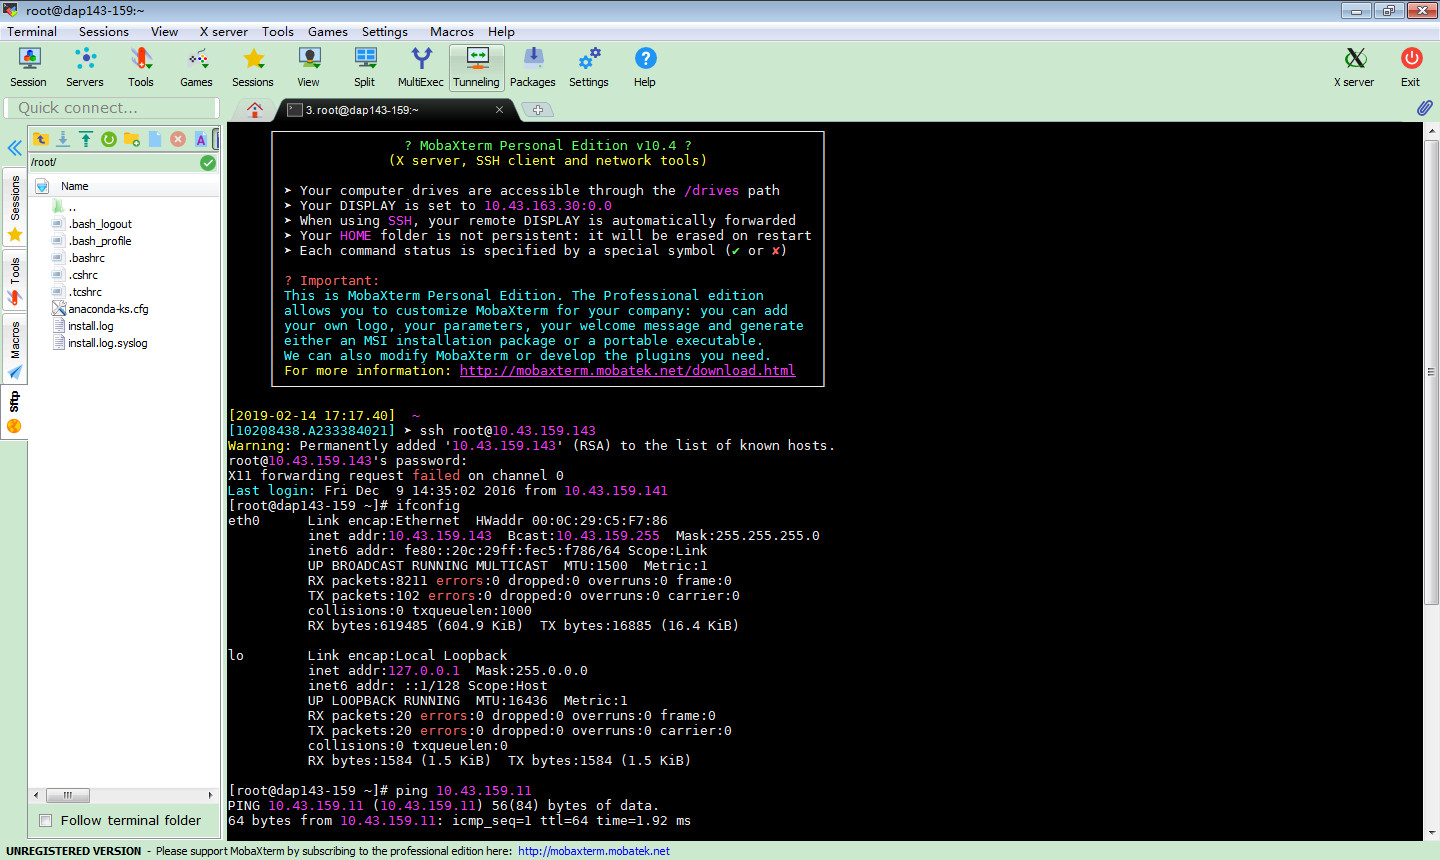 root@dap143-159:~
Terminal Sessions View X server Tools Games Settings Macros Help
Session Servers Tools Games Sessions View Split MultiExec Tunneling Packages Settings Help X server Exit
Quick connect...
3. root@dap143-159:~
/root/
Name
..
.bash_logout
.bash_profile
.bashrc
.cshrc
.tcshrc
anaconda-ks.cfg
install.log
install.log.syslog
Sessions
Tools
Macros
Sftp
Follow terminal folder
? MobaXterm Personal Edition v10.4 ?
(X server, SSH client and network tools)
➤ Your computer drives are accessible through the /drives path
➤ Your DISPLAY is set to 10.43.163.30:0.0
➤ When using SSH, your remote DISPLAY is automatically forwarded
➤ Your HOME folder is not persistent: it will be erased on restart
➤ Each command status is specified by a special symbol (✔ or ✘)
? Important:
This is MobaXterm Personal Edition. The Professional edition
allows you to customize MobaXterm for your company: you can add
your own logo, your parameters, your welcome message and generate
either an MSI installation package or a portable executable.
We can also modify MobaXterm or develop the plugins you need.
For more information: http://mobaxterm.mobatek.net/download.html
[2019-02-14 17:17.40] ~
[10208438.A233384021] ➤ ssh root@10.43.159.143
Warning: Permanently added '10.43.159.143' (RSA) to the list of known hosts.
root@10.43.159.143's password:
X11 forwarding request failed on channel 0
Last login: Fri Dec  9 14:35:02 2016 from 10.43.159.141
[root@dap143-159 ~]# ifconfig
eth0 Link encap:Ethernet HWaddr 00:0C:29:C5:F7:86
inet addr:10.43.159.143 Bcast:10.43.159.255 Mask:255.255.255.0
inet6 addr: fe80::20c:29ff:fec5:f786/64 Scope:Link
UP BROADCAST RUNNING MULTICAST MTU:1500 Metric:1
RX packets:8211 errors:0 dropped:0 overruns:0 frame:0
TX packets:102 errors:0 dropped:0 overruns:0 carrier:0
collisions:0 txqueuelen:1000
RX bytes:619485 (604.9 KiB) TX bytes:16885 (16.4 KiB)
lo Link encap:Local Loopback
inet addr:127.0.0.1 Mask:255.0.0.0
inet6 addr: ::1/128 Scope:Host
UP LOOPBACK RUNNING MTU:16436 Metric:1
RX packets:20 errors:0 dropped:0 overruns:0 frame:0
TX packets:20 errors:0 dropped:0 overruns:0 carrier:0
collisions:0 txqueuelen:0
RX bytes:1584 (1.5 KiB) TX bytes:1584 (1.5 KiB)
[root@dap143-159 ~]# ping 10.43.159.11
PING 10.43.159.11 (10.43.159.11) 56(84) bytes of data.
64 bytes from 10.43.159.11: icmp_seq=1 ttl=64 time=1.92 ms
UNREGISTERED VERSION - Please support MobaXterm by subscribing to the professional edition here: http://mobaxterm.mobatek.net